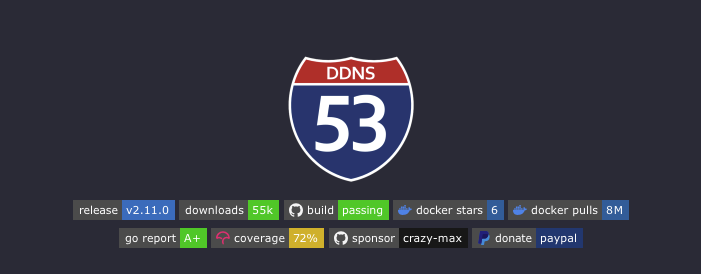 DDNS
53
release v2.11.0 downloads 55k build passing docker stars 6 docker pulls 8M
go report A+ coverage 72% sponsor crazy-max donate paypal